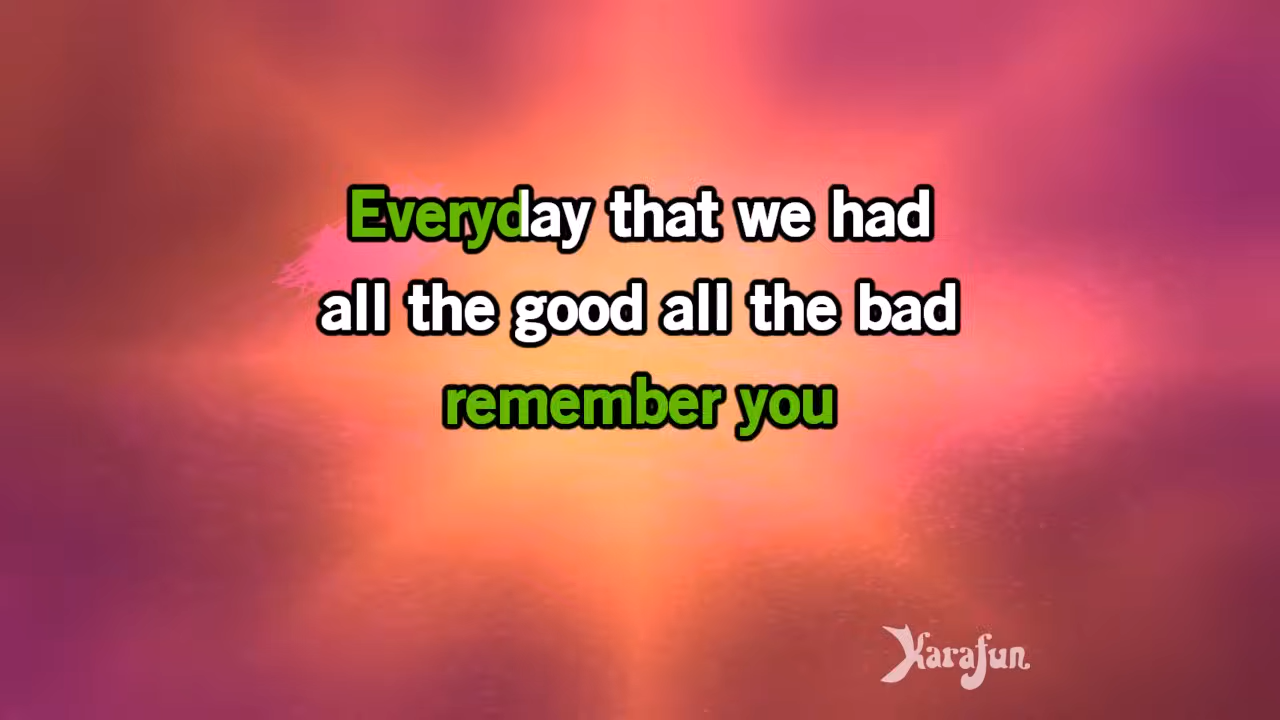 Everyday that we had
all the good all the bad
remember you
Karafun